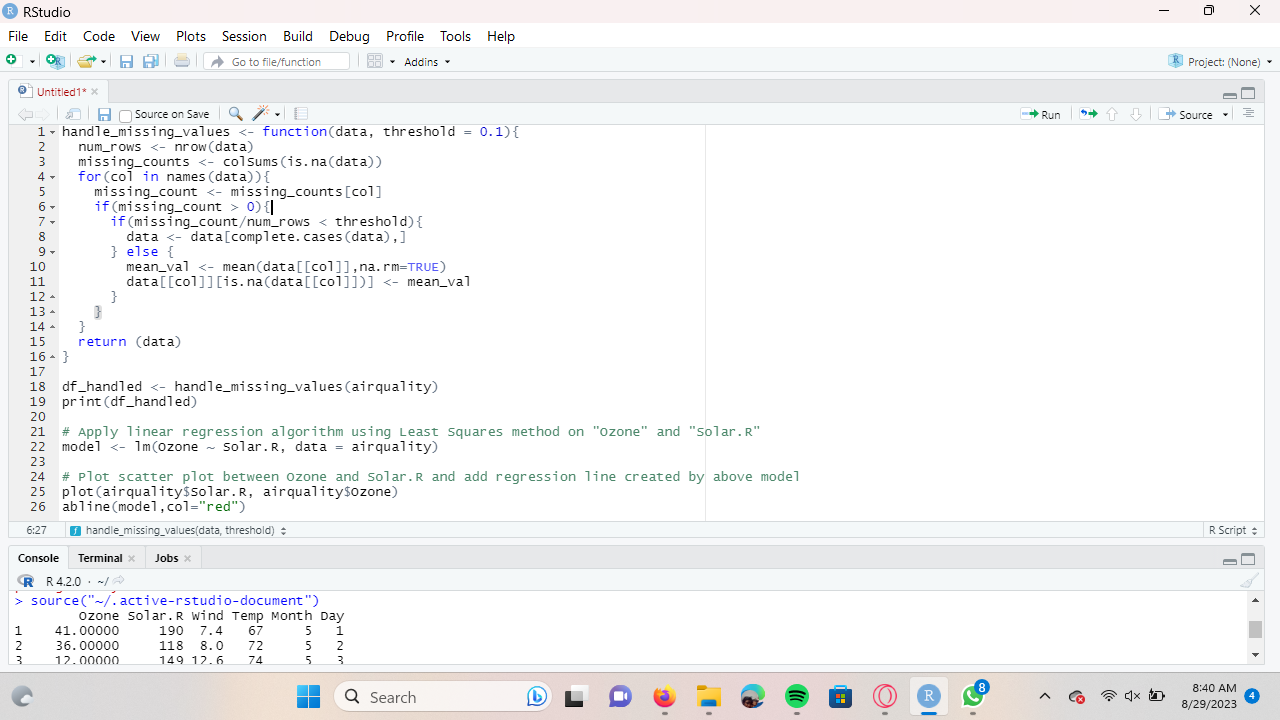 RStudio
File Edit Code View Plots Session Build Debug Profile Tools Help
Go to file/function Addins Project: (None)
Untitled1*
Source on Save Run Source
1 handle_missing_values <- function(data, threshold = 0.1){
2 num_rows <- nrow(data)
3 missing_counts <- colSums(is.na(data))
4 for(col in names(data)){
5 missing_count <- missing_counts[col]
6 if(missing_count > 0){
7 if(missing_count/num_rows < threshold){
8 data <- data[complete.cases(data),]
9 } else {
10 mean_val <- mean(data[[col]],na.rm=TRUE)
11 data[[col]][is.na(data[[col]])] <- mean_val
12 }
13 }
14 }
15 return (data)
16 }
17
18 df_handled <- handle_missing_values(airquality)
19 print(df_handled)
20
21 # Apply linear regression algorithm using Least Squares method on "Ozone" and "Solar.R"
22 model <- lm(Ozone ~ Solar.R, data = airquality)
23
24 # Plot scatter plot between Ozone and Solar.R and add regression line created by above model
25 plot(airquality$Solar.R, airquality$Ozone)
26 abline(model,col="red")
6:27 handle_missing_values(data, threshold) R Script
Console Terminal Jobs
R 4.2.0 · ~/
> source("~/.active-rstudio-document")
Ozone Solar.R Wind Temp Month Day
1 41.00000 190 7.4 67 5 1
2 36.00000 118 8.0 72 5 2
3 12.00000 149 12.6 74 5 3
Search 8 8:40 AM 4
8/29/2023